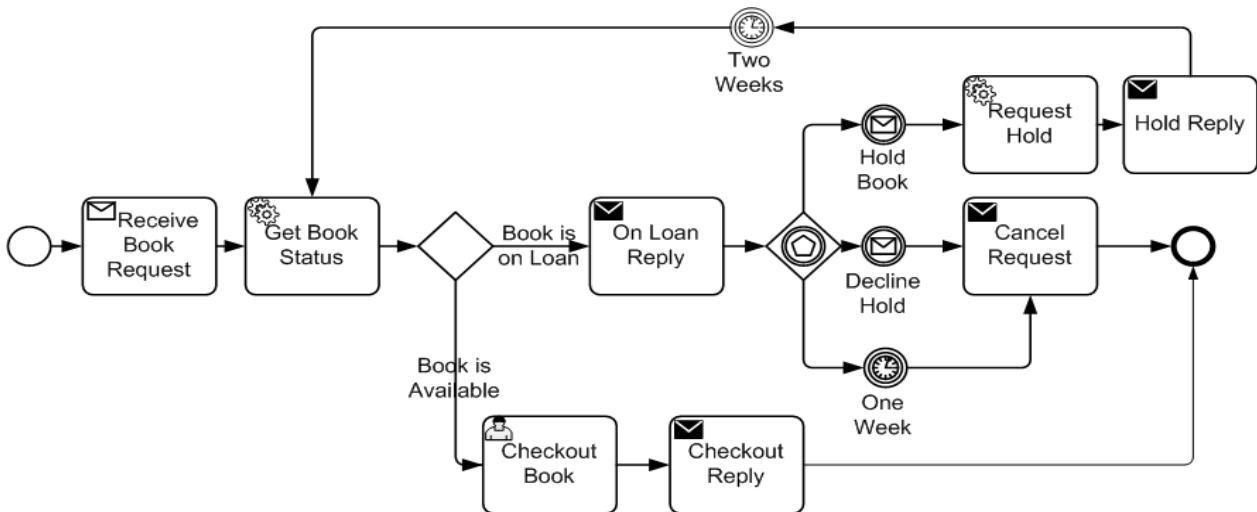 Two
Weeks
Request
Hold
Hold Reply
Hold
Book
Receive
Book
Request
Get Book
Status
Book is
on Loan
On Loan
Reply
Decline
Hold
Cancel
Request
Book is
Available
One
Week
Checkout
Book
Checkout
Reply